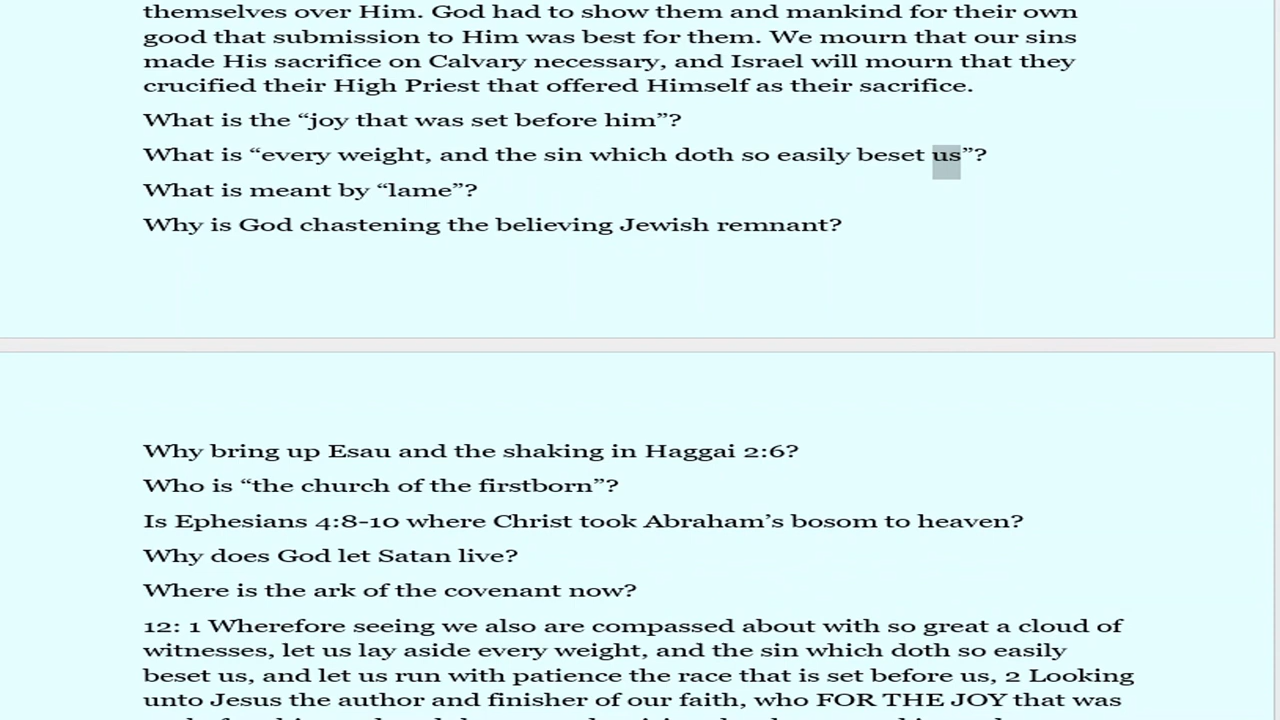 themselves over Him. God had to show them and mankind for their own
good that submission to Him was best for them. We mourn that our sins
made His sacrifice on Calvary necessary, and Israel will mourn that they
crucified their High Priest that offered Himself as their sacrifice.
What is the “joy that was set before him”?
What is “every weight, and the sin which doth so easily beset us”?
What is meant by “lame”?
Why is God chastening the believing Jewish remnant?
Why bring up Esau and the shaking in Haggai 2:6?
Who is “the church of the firstborn”?
Is Ephesians 4:8-10 where Christ took Abraham’s bosom to heaven?
Why does God let Satan live?
Where is the ark of the covenant now?
12: 1 Wherefore seeing we also are compassed about with so great a cloud of
witnesses, let us lay aside every weight, and the sin which doth so easily
beset us, and let us run with patience the race that is set before us, 2 Looking
unto Jesus the author and finisher of our faith, who FOR THE JOY that was